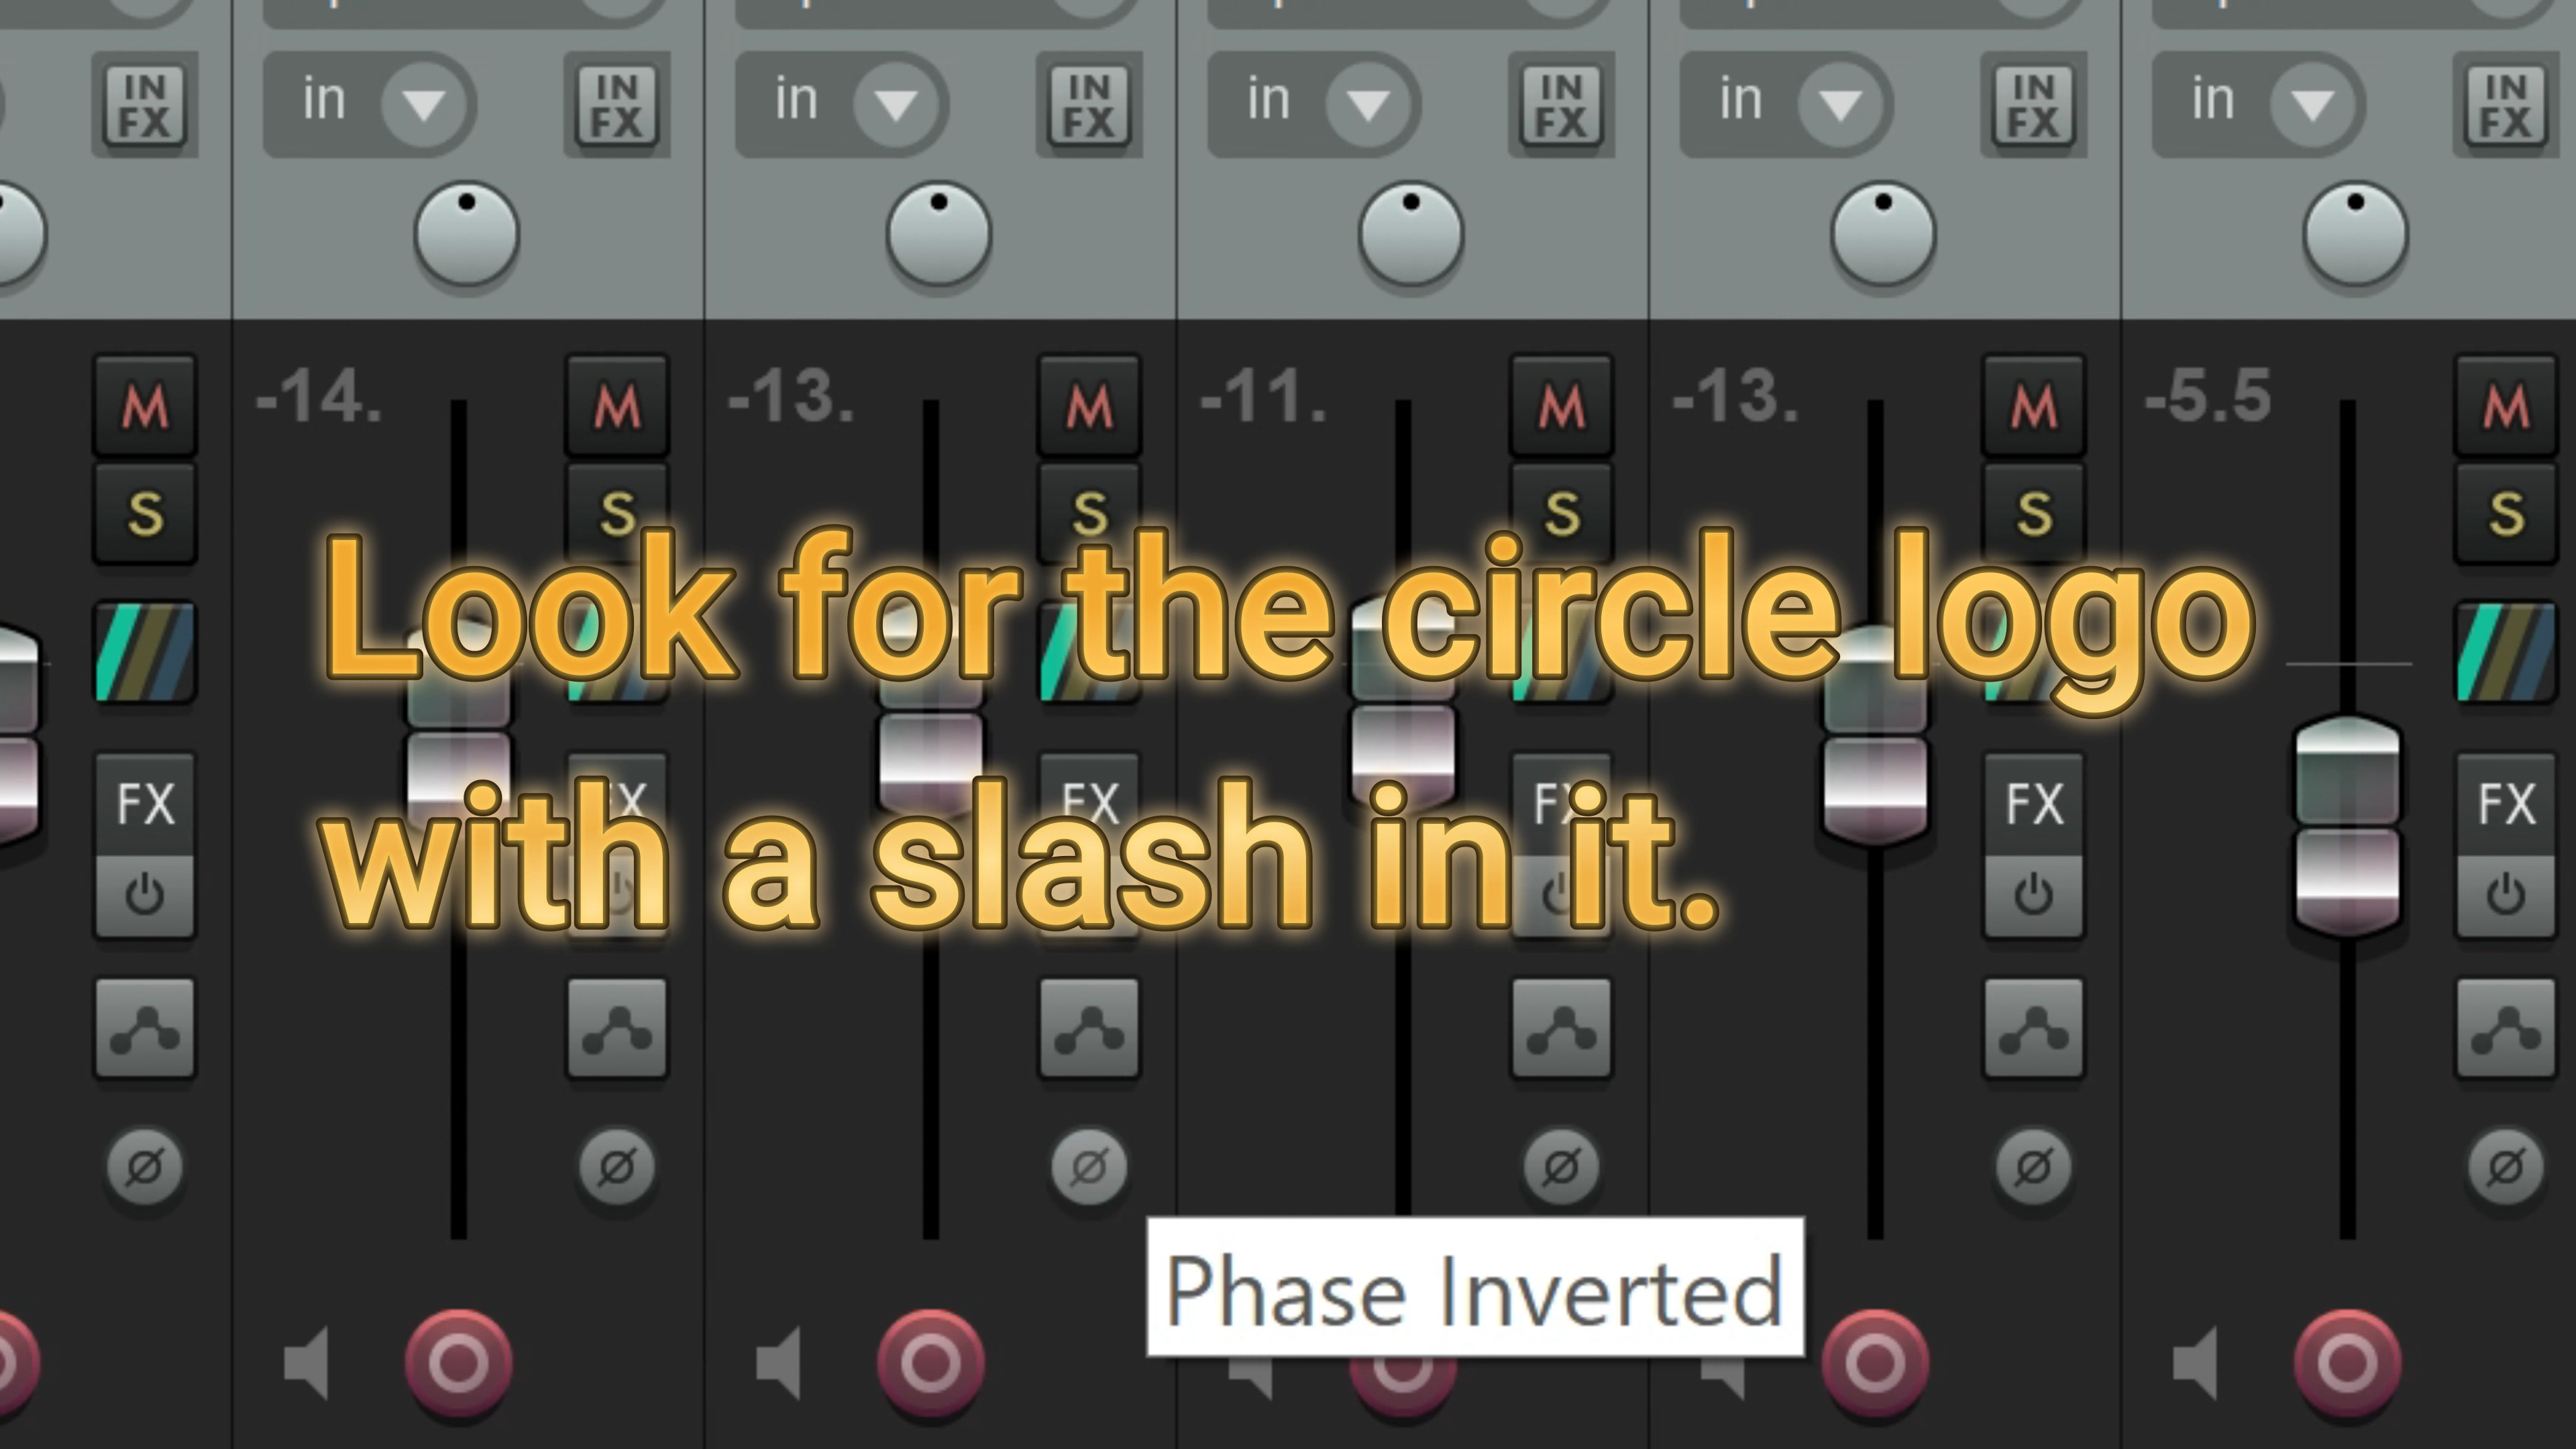 in IN FX in IN FX in IN FX in IN FX in IN FX IN FX
-14. M -13. M -11. M -13. M -5.5 M M
S S S S S S
Look for the circle logo
with a slash in it.
FX FX FX FX FX FX
Ø Ø Ø Ø Ø Ø
Phase Inverted